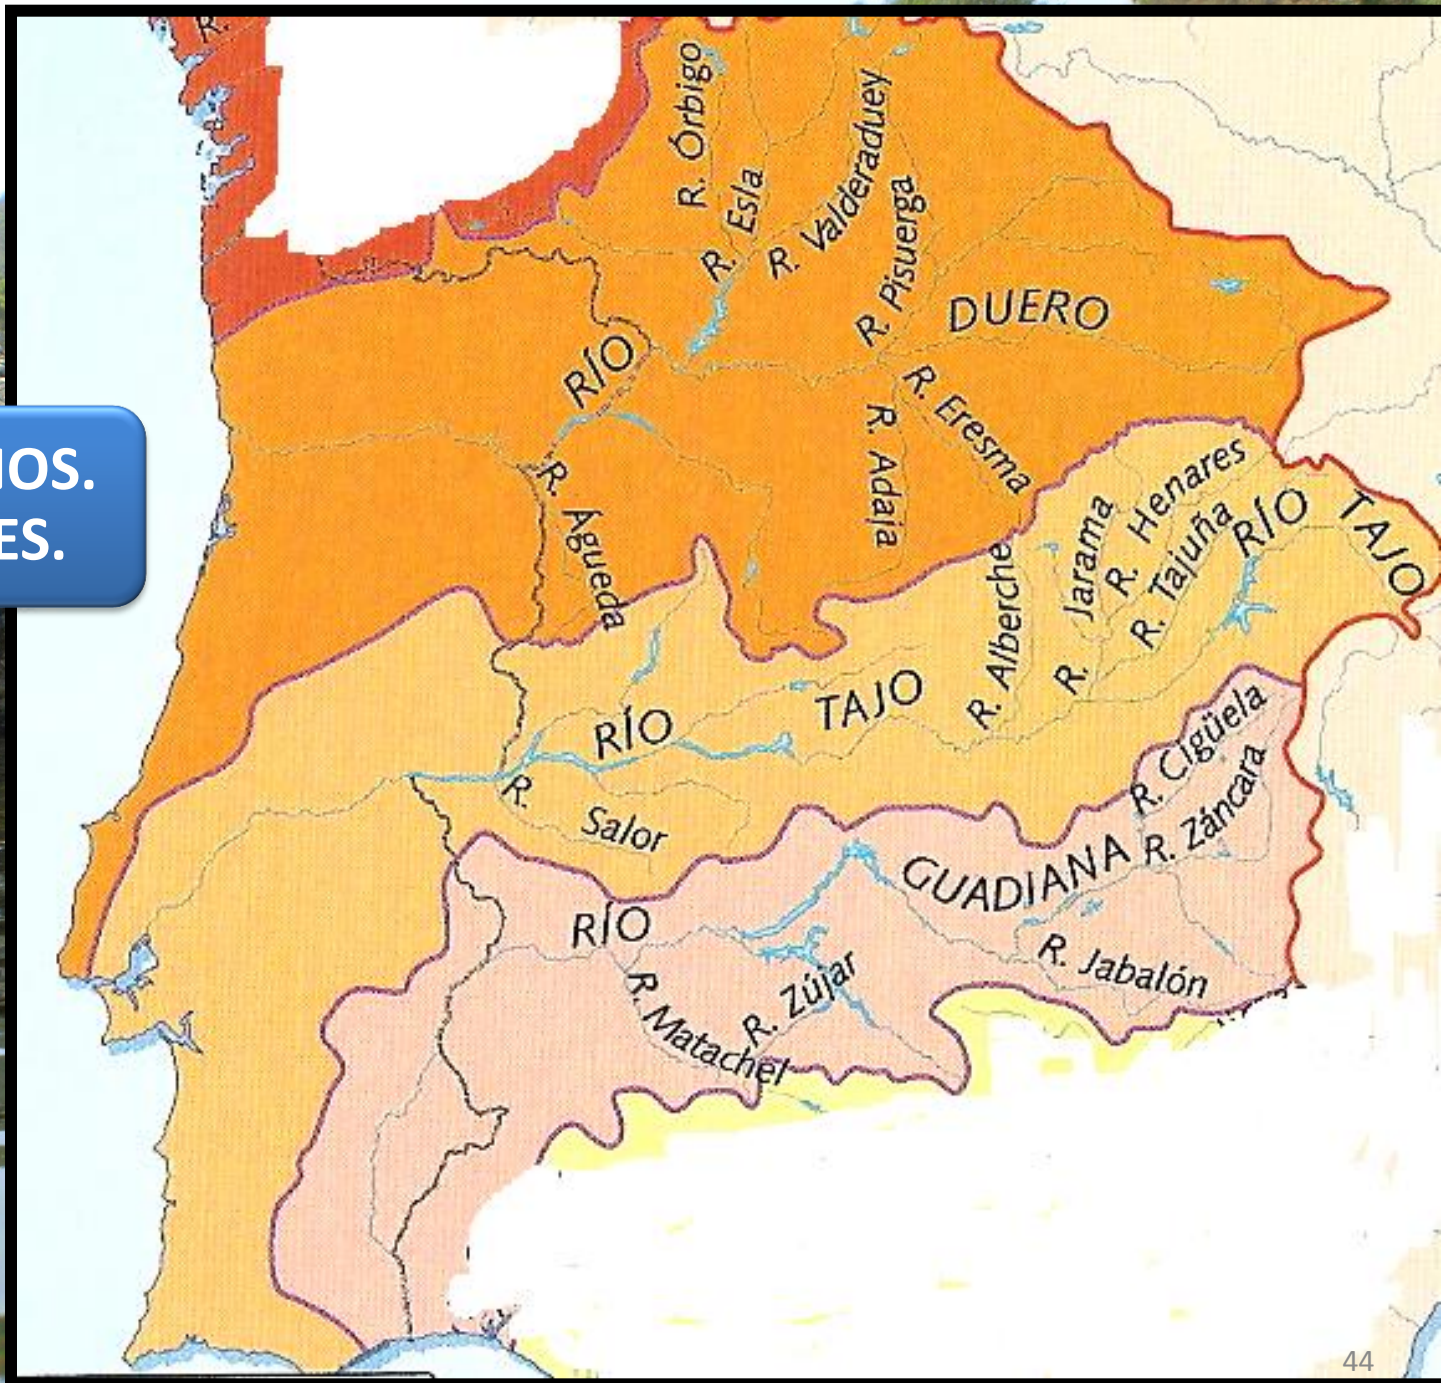 R.
R. Órbigo
R. Esla
R. Valderaduey
R. Pisuerga
RÍO DUERO
R. Eresma
R. Adaja
R. Águeda
IOS.
ES.
R. Henares
R. Jarama
R. Tajuña
R. Alberche
RÍO TAJO
RÍO TAJO
R. Salor
R. Cigüela
R. Záncara
RÍO GUADIANA
R. Jabalón
R. Zújar
R. Matachel
44